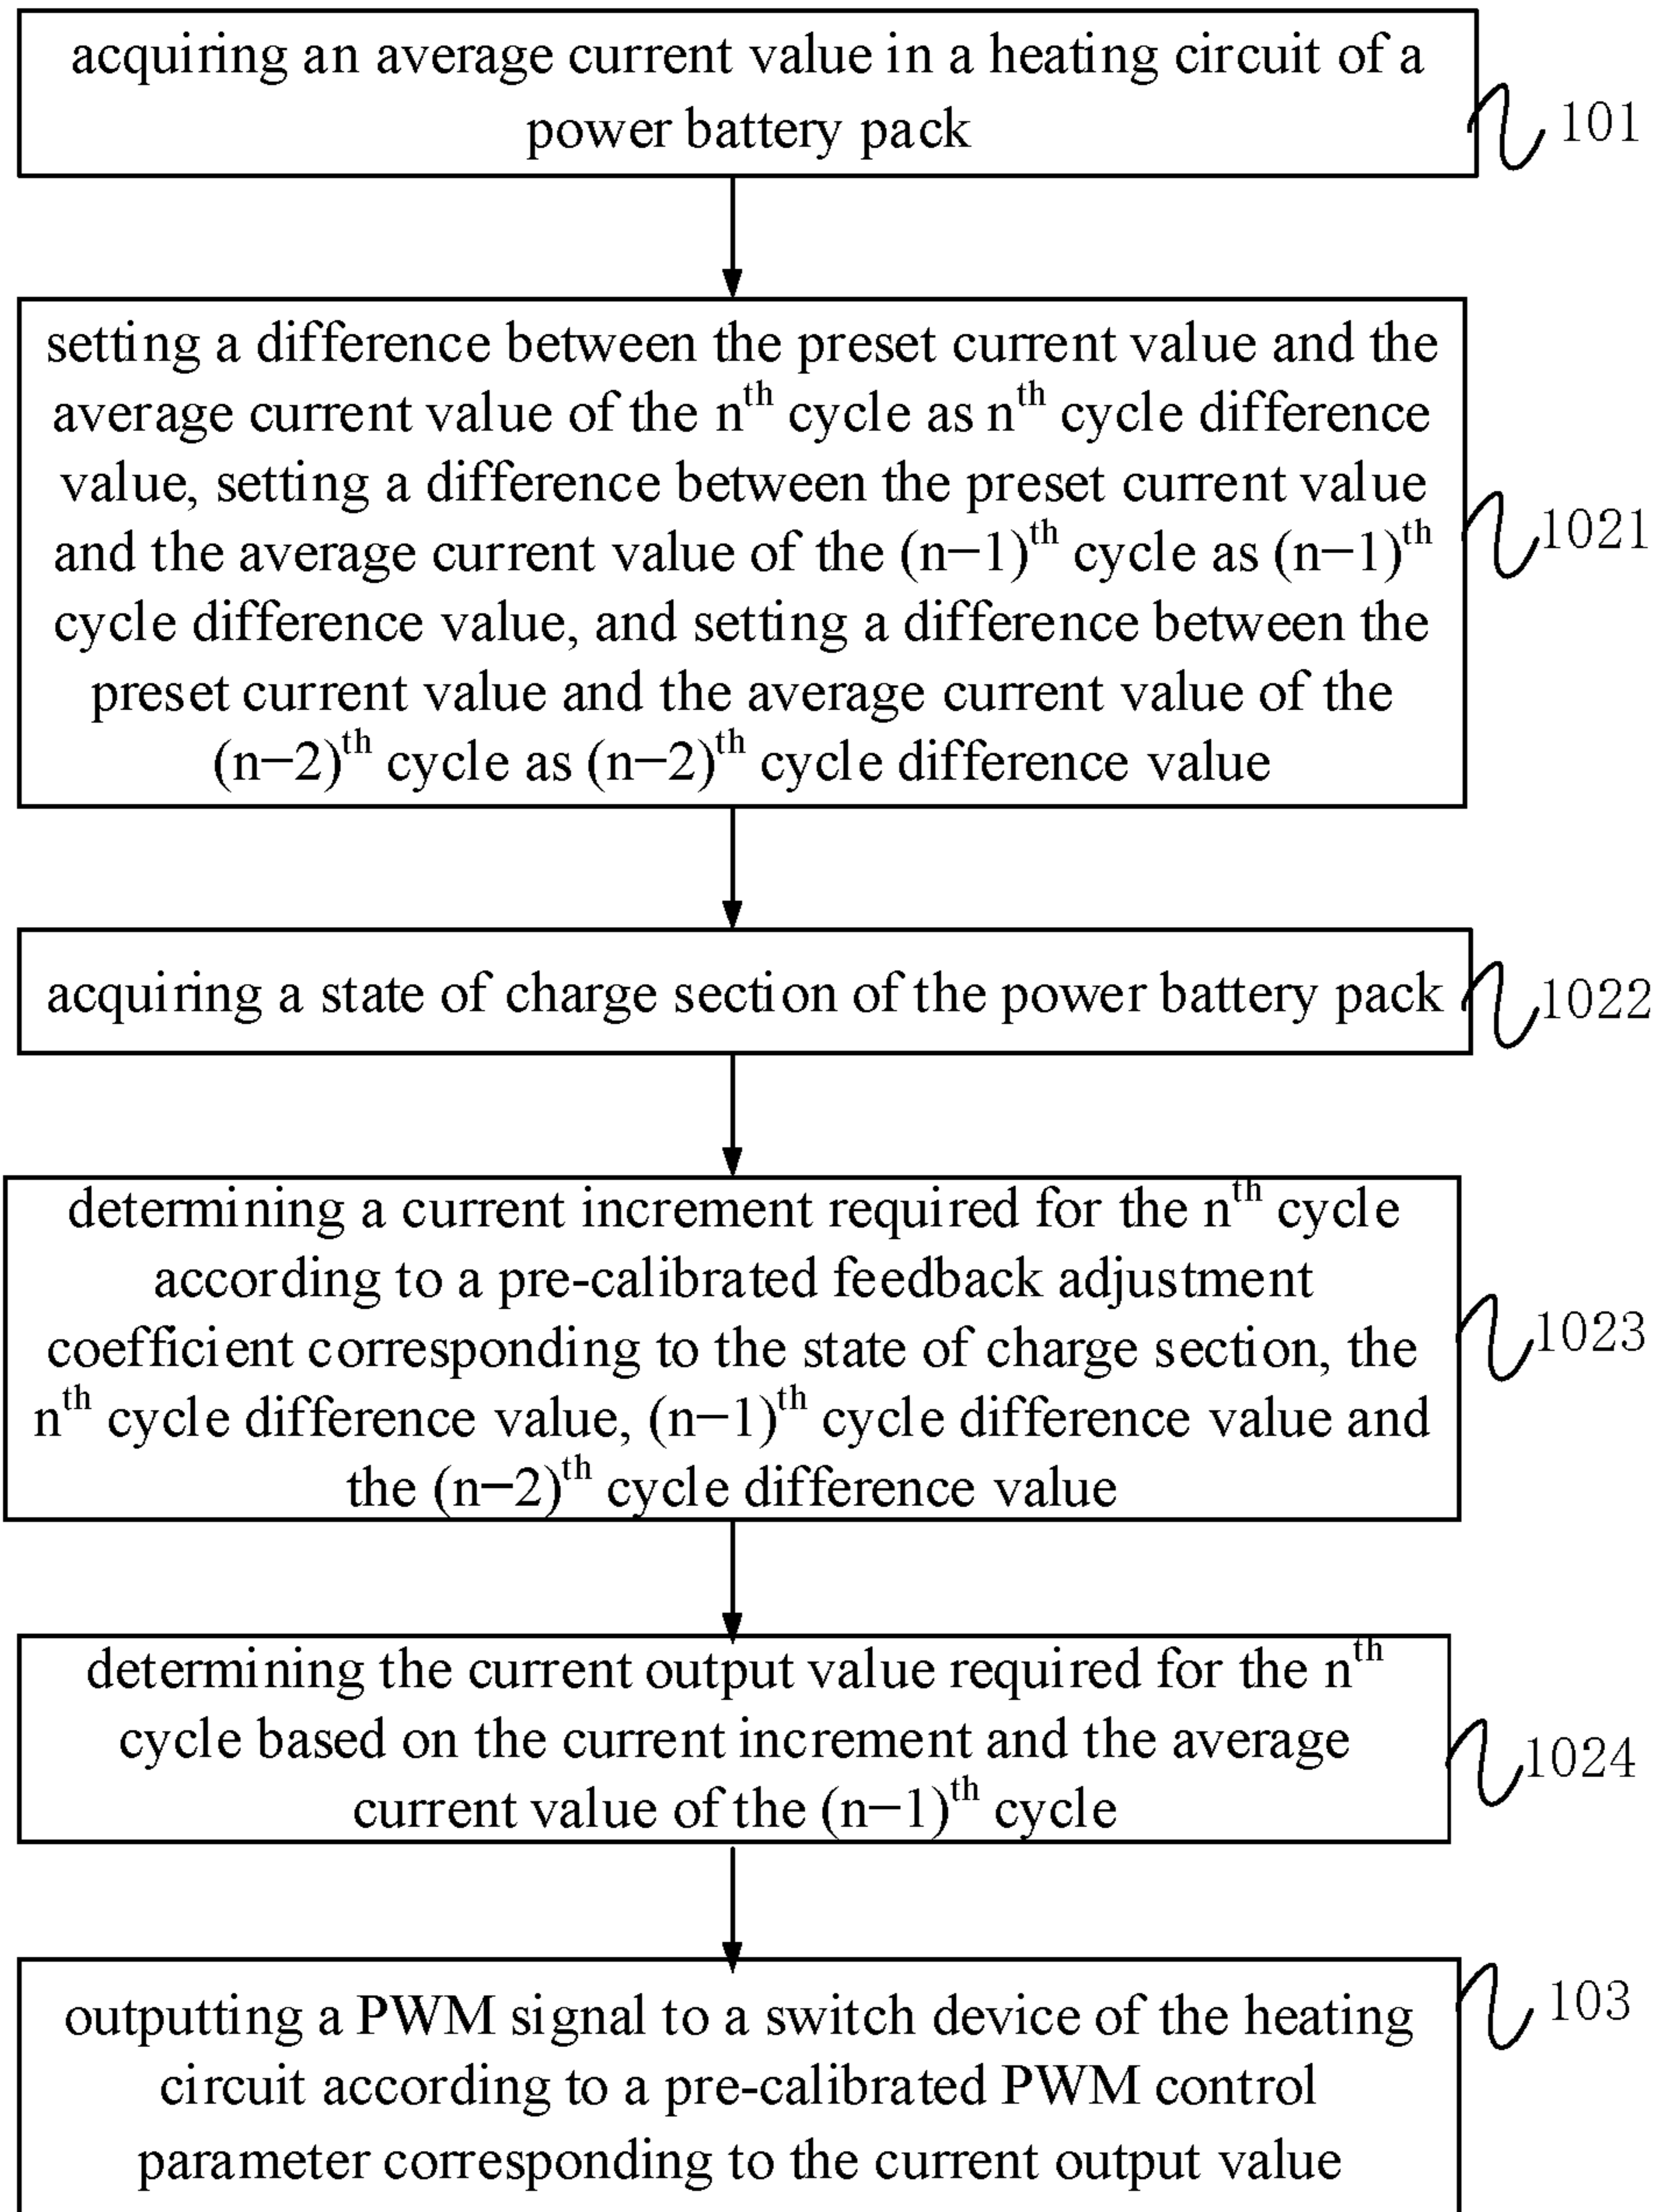 acquiring an average current value in a heating circuit of a
power battery pack
101
setting a difference between the preset current value and the
average current value of the nth cycle as nth cycle difference
value, setting a difference between the preset current value
and the average current value of the (n−1)th cycle as (n−1)th
cycle difference value, and setting a difference between the
preset current value and the average current value of the
(n−2)th cycle as (n−2)th cycle difference value
1021
acquiring a state of charge section of the power battery pack
1022
determining a current increment required for the nth cycle
according to a pre-calibrated feedback adjustment
coefficient corresponding to the state of charge section, the
nth cycle difference value, (n−1)th cycle difference value and
the (n−2)th cycle difference value
1023
determining the current output value required for the nth
cycle based on the current increment and the average
current value of the (n−1)th cycle
1024
outputting a PWM signal to a switch device of the heating
circuit according to a pre-calibrated PWM control
parameter corresponding to the current output value
103